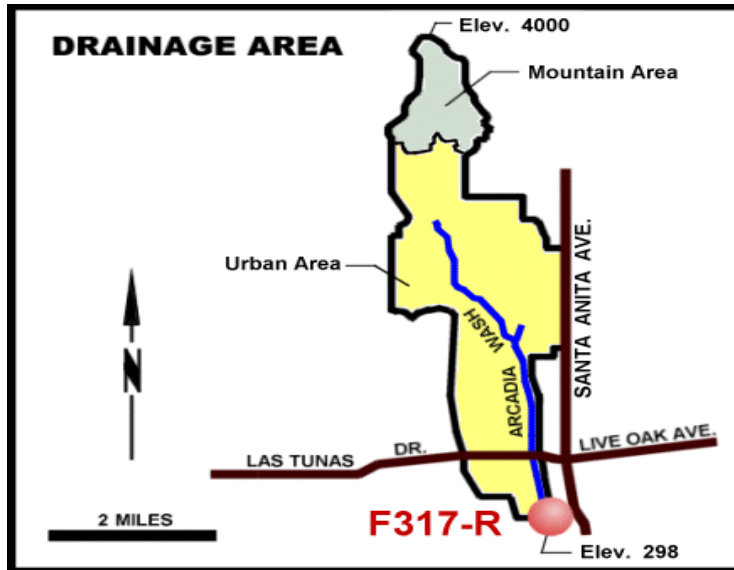 Elev. 4000
DRAINAGE AREA
Mountain Area
SANTA ANITA AVE.
Urban Area
WASH
ARCADIA
N
LAS TUNAS DR.
LIVE OAK AVE.
2 MILES
F317-R
Elev. 298